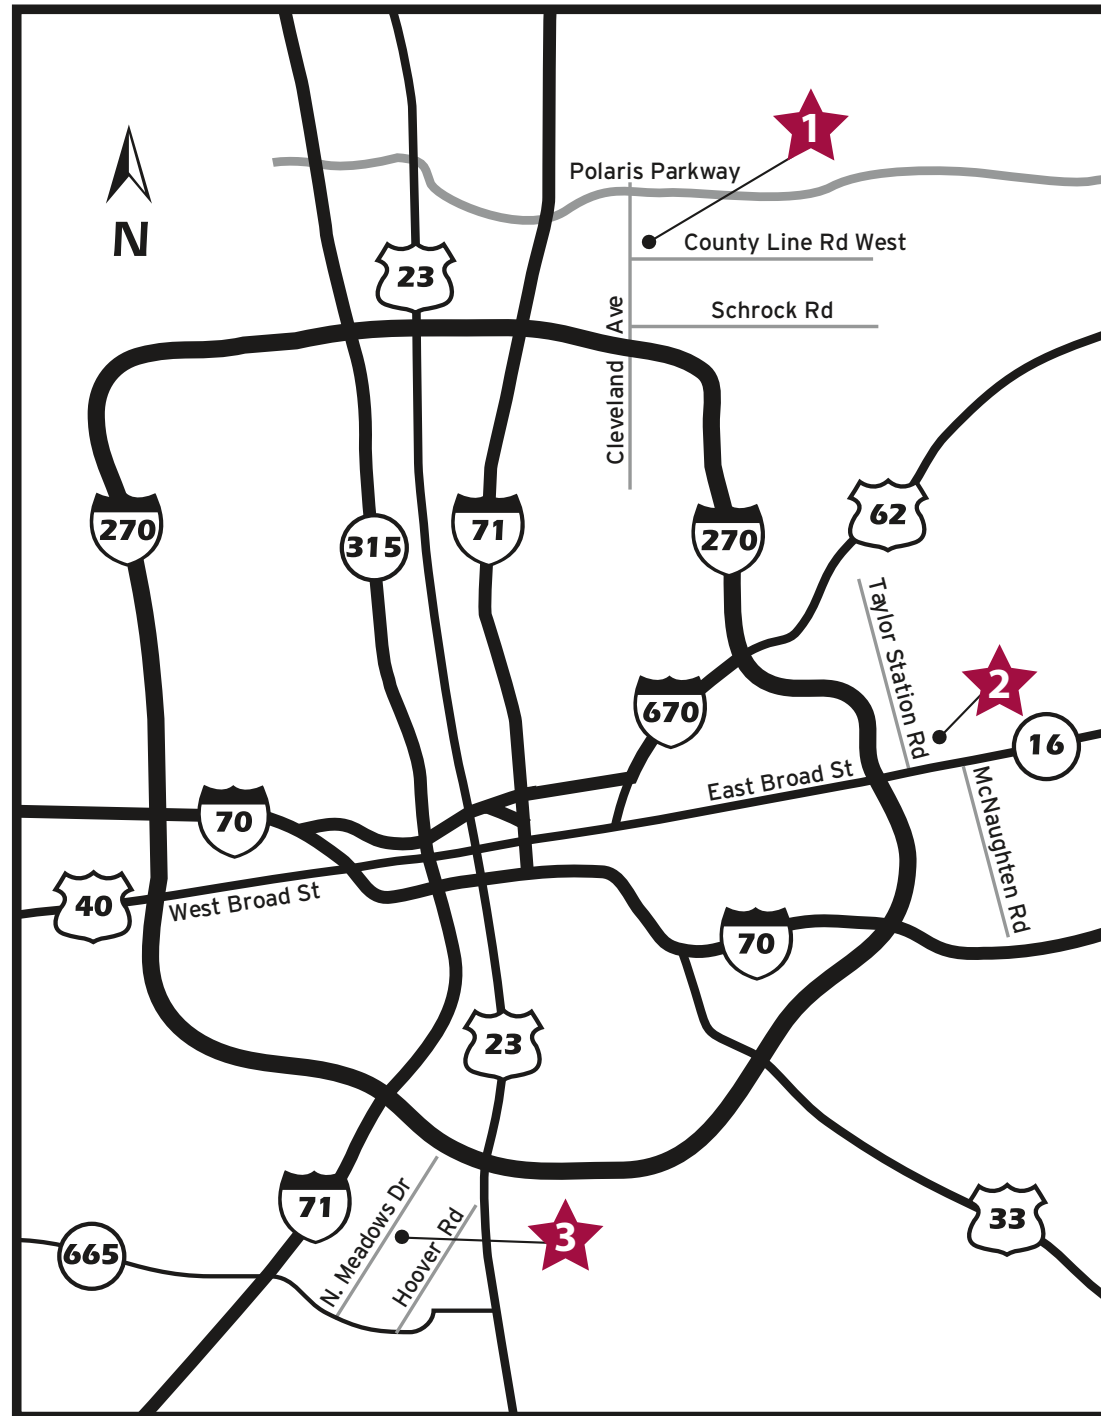 1
Polaris Parkway
N
County Line Rd West
23
Schrock Rd
Cleveland Ave
62
270
315
71
270
Taylor Station Rd
2
670
16
East Broad St
McNaughten Rd
70
40
West Broad St
70
23
71
N. Meadows Dr
Hoover Rd
3
33
665